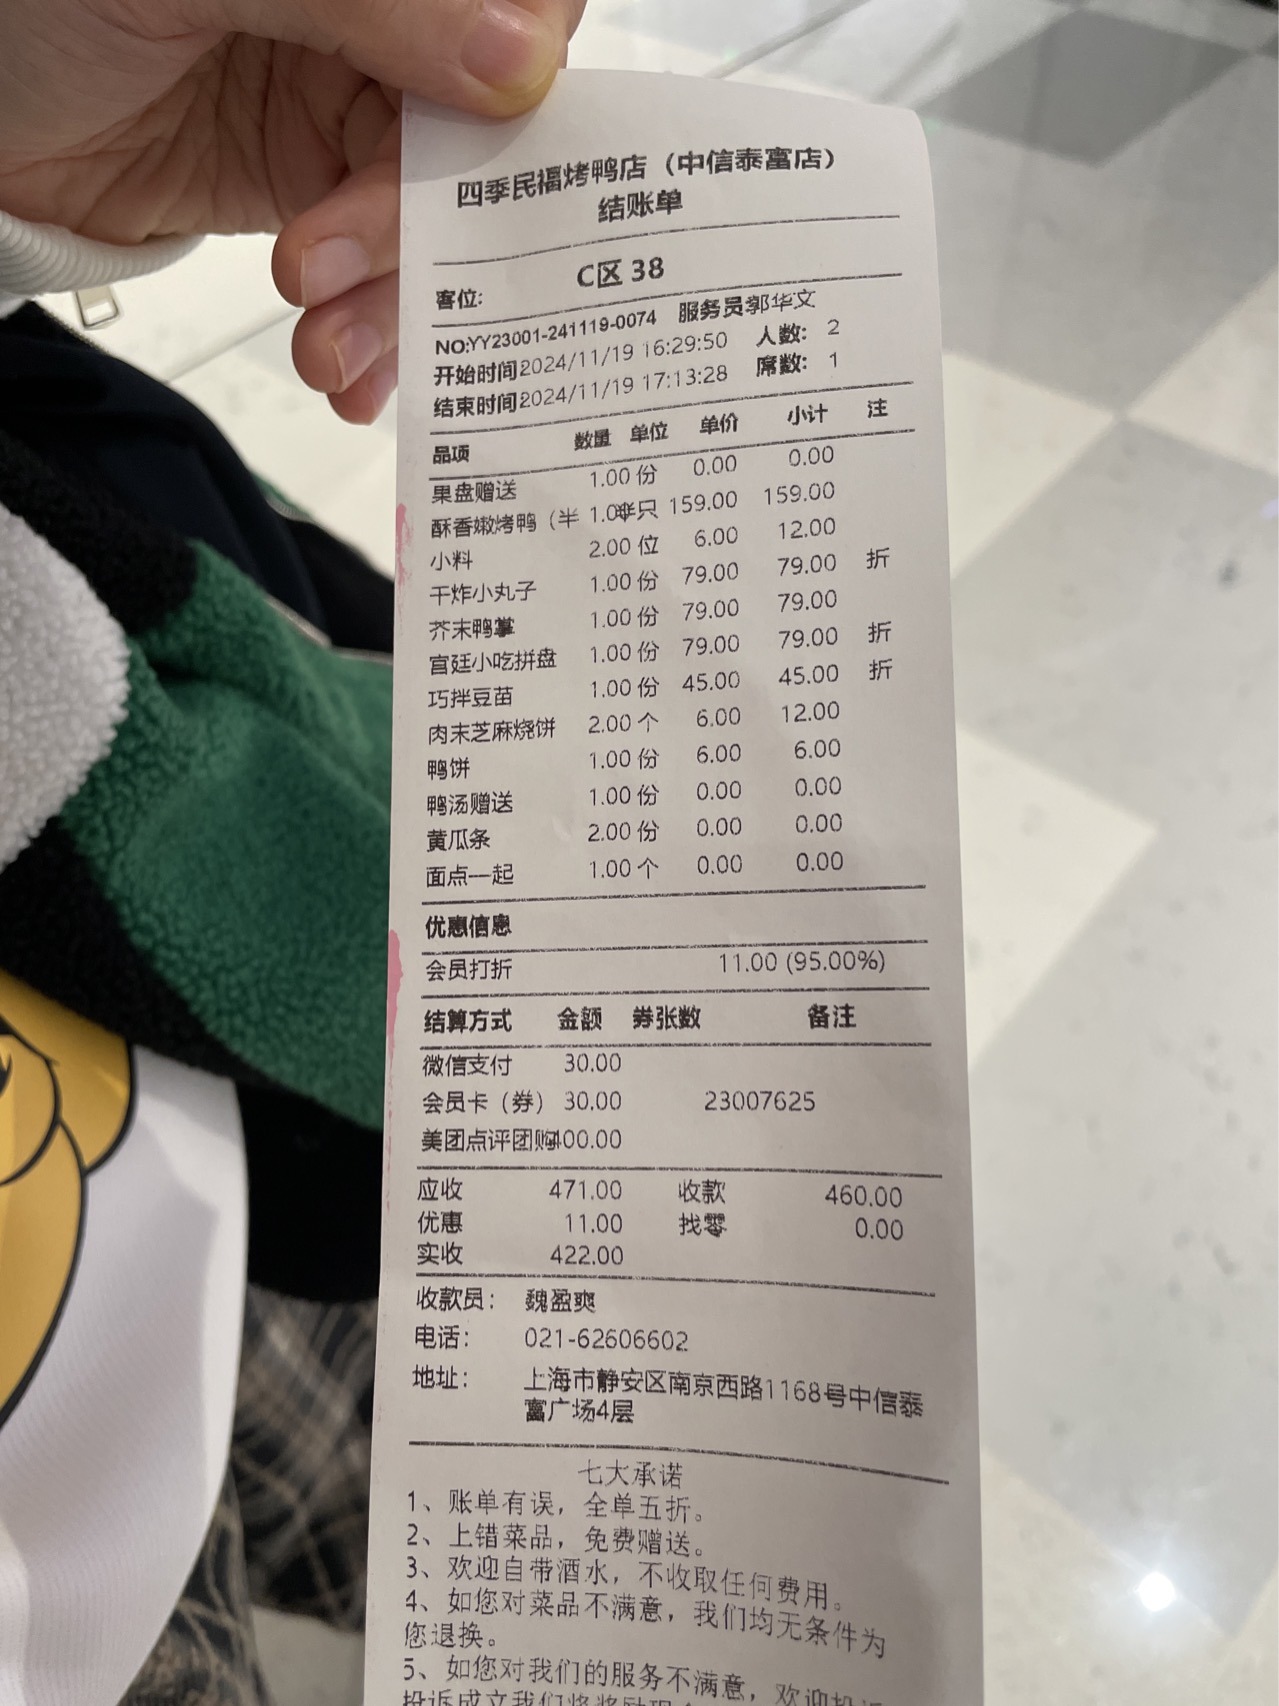 四季民福烤鸭店（中信泰富店）
结账单
客位: C区 38
NO:YY23001-241119-0074 服务员郭华文
开始时间2024/11/19 16:29:50 人数: 2
结束时间2024/11/19 17:13:28 席数: 1
品项 数量 单位 单价 小计 注
果盘赠送 1.00 份 0.00 0.00
酥香嫩烤鸭（半 1.00半只 159.00 159.00
小料 2.00 位 6.00 12.00
干炸小丸子 1.00 份 79.00 79.00 折
芥末鸭掌 1.00 份 79.00 79.00
宫廷小吃拼盘 1.00 份 79.00 79.00 折
巧拌豆苗 1.00 份 45.00 45.00 折
肉末芝麻烧饼 2.00 个 6.00 12.00
鸭饼 1.00 份 6.00 6.00
鸭汤赠送 1.00 份 0.00 0.00
黄瓜条 2.00 份 0.00 0.00
面点一起 1.00 个 0.00 0.00
优惠信息
会员打折 11.00 (95.00%)
结算方式 金额 券张数 备注
微信支付 30.00
会员卡（券） 30.00 23007625
美团点评团购400.00
应收 471.00 收款 460.00
优惠 11.00 找零 0.00
实收 422.00
收款员: 魏盈爽
电话: 021-62606602
地址: 上海市静安区南京西路1168号中信泰
富广场4层
七大承诺
1、账单有误，全单五折。
2、上错菜品，免费赠送。
3、欢迎自带酒水，不收取任何费用。
4、如您对菜品不满意，我们均无条件为
您退换。
5、如您对我们的服务不满意，欢迎投诉
投诉成立我们将奖励现金